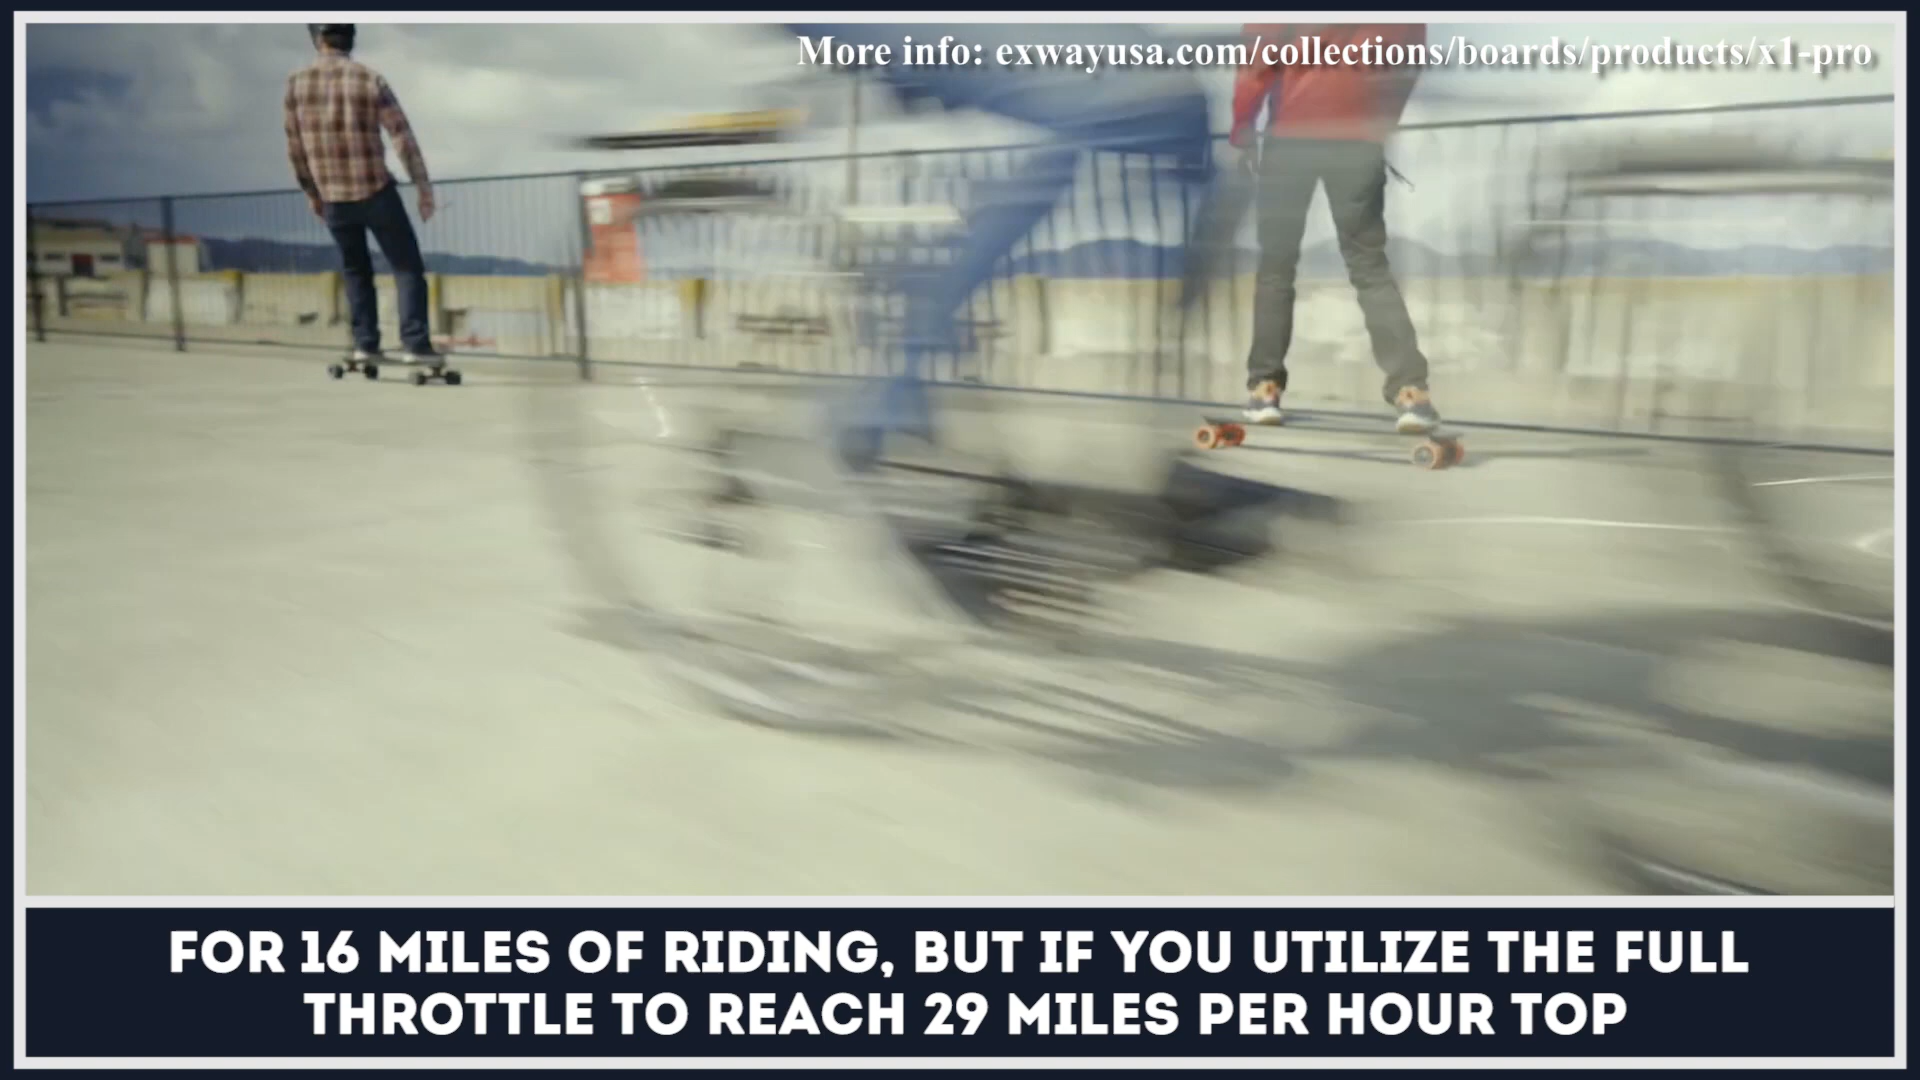 More info: exwayusa.com/collections/boards/products/x1-pro
FOR 16 MILES OF RIDING, BUT IF YOU UTILIZE THE FULL
THROTTLE TO REACH 29 MILES PER HOUR TOP